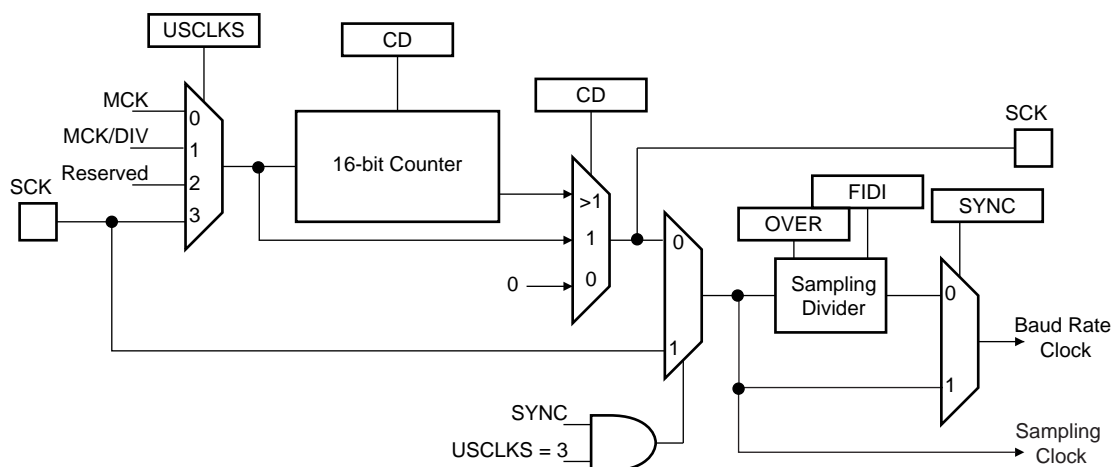 USCLKS
CD
CD
MCK
0
MCK/DIV
1
Reserved
2
SCK
3
16-bit Counter
>1
1
0
0
SCK
FIDI
OVER
SYNC
0
1
Sampling
Divider
0
1
Baud Rate
Clock
SYNC
USCLKS = 3
Sampling
Clock